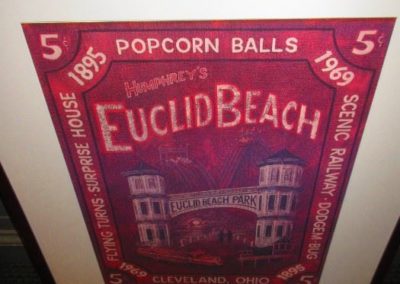 5¢ POPCORN BALLS 5¢
1895
1969
HUMPHREY'S
EUCLID BEACH
FLYING TURNS · SURPRISE HOUSE
SCENIC RAILWAY · DODGEM BUG
EUCLID BEACH PARK
1969
1895
5 CLEVELAND, OHIO 5